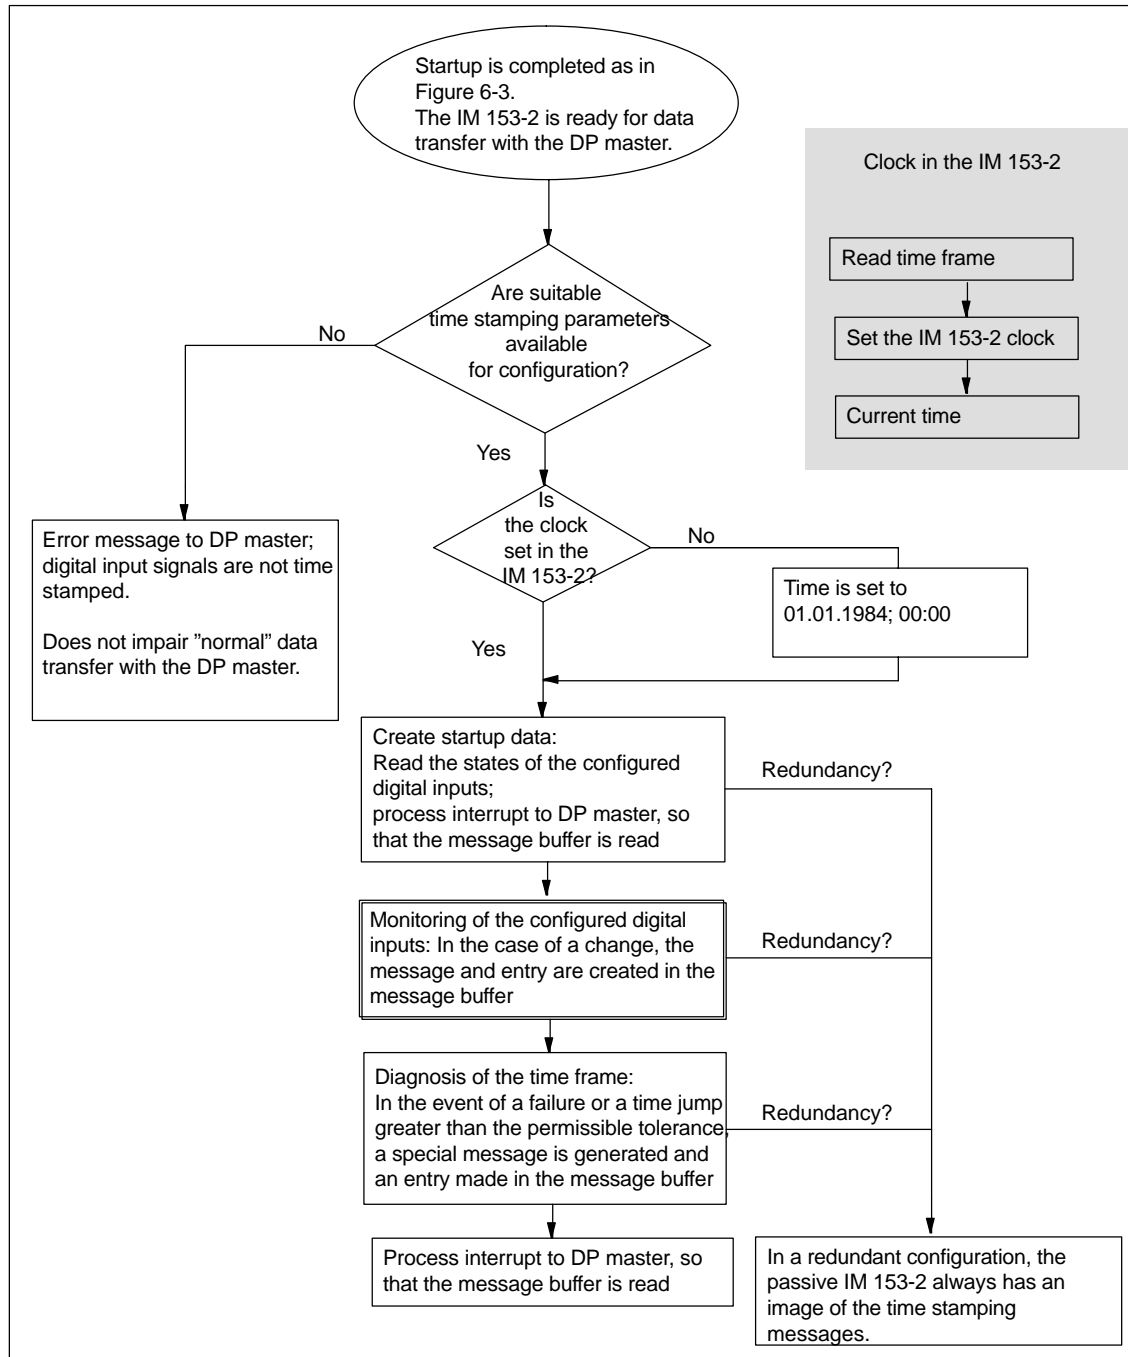 Startup is completed as in
Figure 6-3.
The IM 153-2 is ready for data
transfer with the DP master.
Clock in the IM 153-2
Read time frame
Set the IM 153-2 clock
Current time
Are suitable
time stamping parameters
available
for configuration?
No
Yes
Error message to DP master;
digital input signals are not time
stamped.
Does not impair ”normal” data
transfer with the DP master.
Is
the clock
set in the
IM 153-2?
No
Time is set to
01.01.1984; 00:00
Yes
Create startup data:
Read the states of the configured
digital inputs;
process interrupt to DP master, so
that the message buffer is read
Redundancy?
Monitoring of the configured digital
inputs: In the case of a change, the
message and entry are created in the
message buffer
Redundancy?
Diagnosis of the time frame:
In the event of a failure or a time jump
greater than the permissible tolerance,
a special message is generated and
an entry made in the message buffer
Redundancy?
Process interrupt to DP master, so
that the message buffer is read
In a redundant configuration, the
passive IM 153-2 always has an
image of the time stamping
messages.